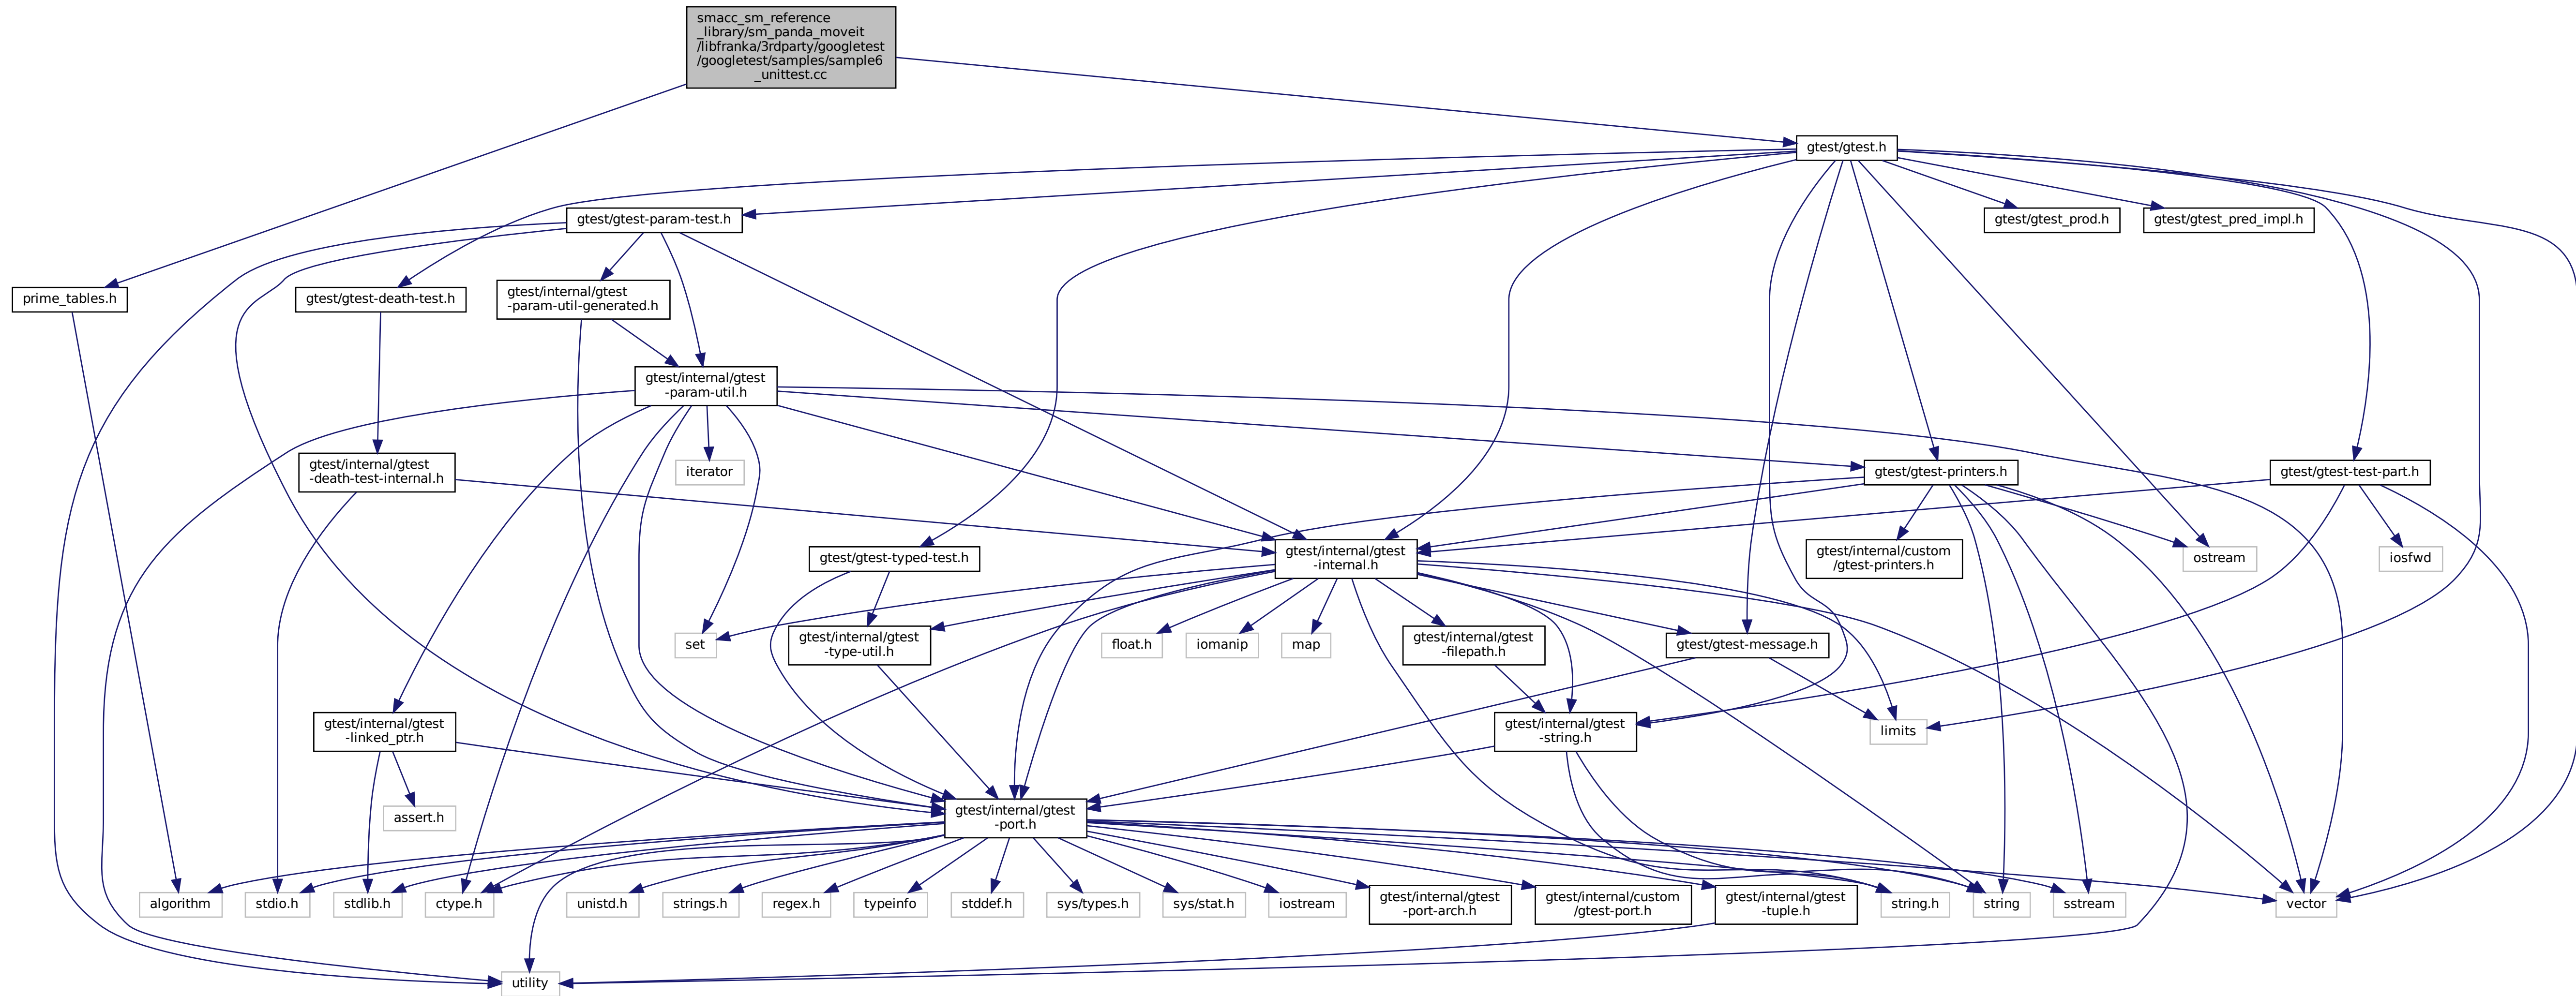 smacc_sm_reference
_library/sm_panda_moveit
/libfranka/3rdparty/googletest
/googletest/samples/sample6
_unittest.cc
gtest/gtest.h
gtest/gtest-param-test.h
gtest/gtest_prod.h
gtest/gtest_pred_impl.h
prime_tables.h
gtest/gtest-death-test.h
gtest/internal/gtest
-param-util-generated.h
gtest/internal/gtest
-param-util.h
gtest/internal/gtest
-death-test-internal.h
iterator
gtest/gtest-printers.h
gtest/gtest-test-part.h
gtest/gtest-typed-test.h
gtest/internal/gtest
-internal.h
gtest/internal/custom
/gtest-printers.h
ostream
iosfwd
set
gtest/internal/gtest
-type-util.h
float.h
iomanip
map
gtest/internal/gtest
-filepath.h
gtest/gtest-message.h
gtest/internal/gtest
-linked_ptr.h
gtest/internal/gtest
-string.h
limits
assert.h
gtest/internal/gtest
-port.h
algorithm
stdio.h
stdlib.h
ctype.h
unistd.h
strings.h
regex.h
typeinfo
stddef.h
sys/types.h
sys/stat.h
iostream
gtest/internal/gtest
-port-arch.h
gtest/internal/custom
/gtest-port.h
gtest/internal/gtest
-tuple.h
string.h
string
sstream
vector
utility